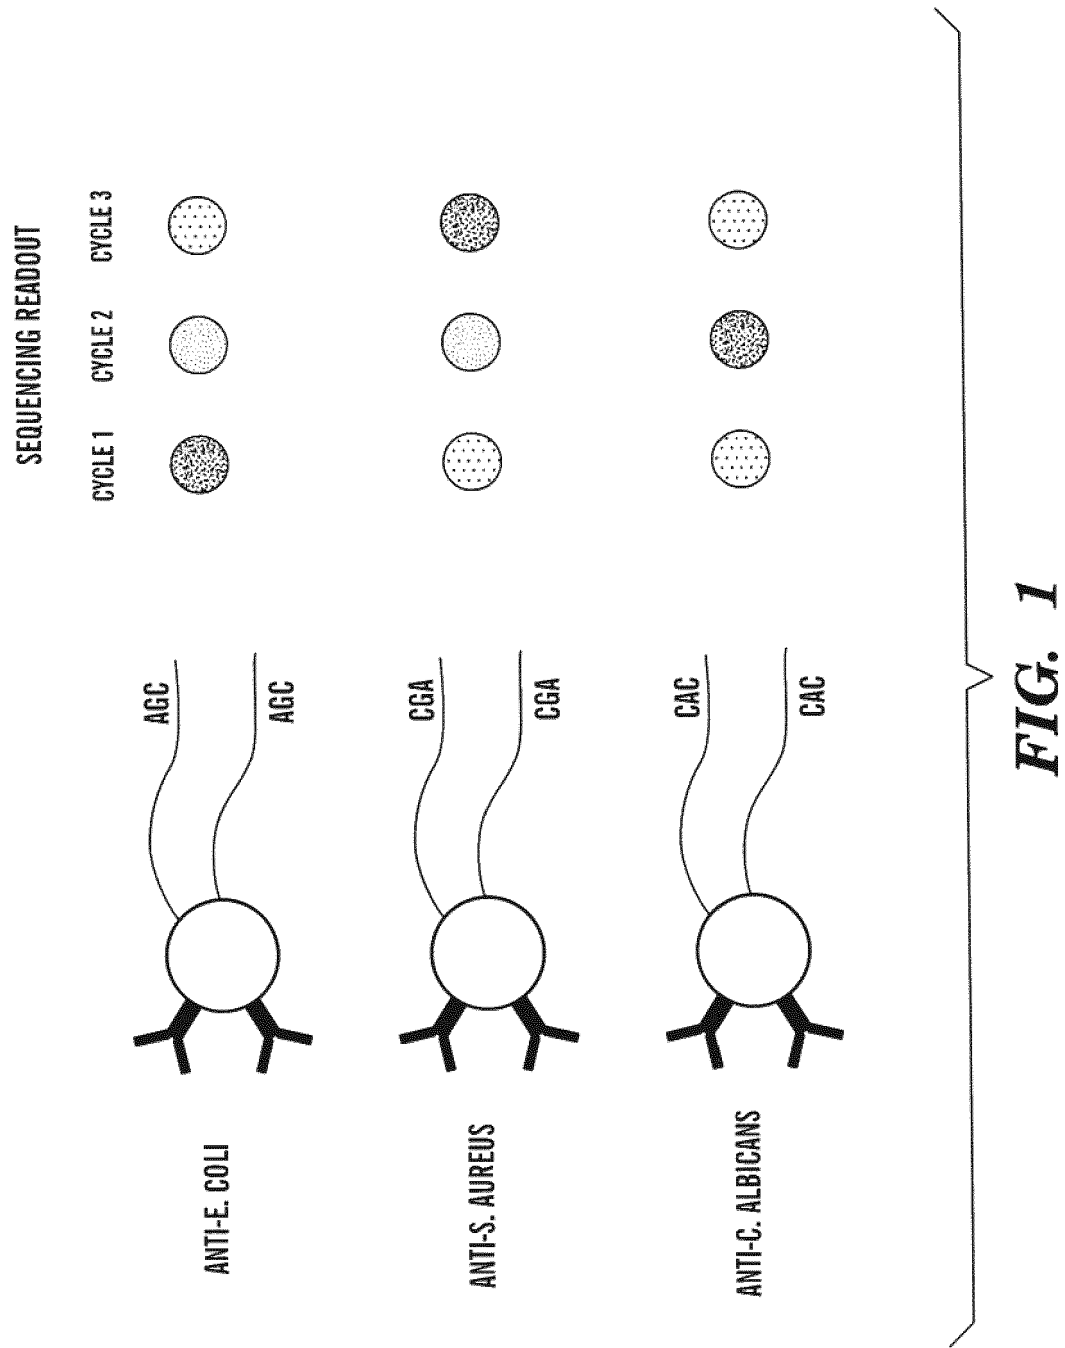 SEQUENCING READOUT
CYCLE 1 CYCLE 2 CYCLE 3
AGC
ANTI-E. COLI
AGC
CGA
ANTI-S. AUREUS
CGA
CAC
ANTI-C. ALBICANS
CAC
FIG. 1